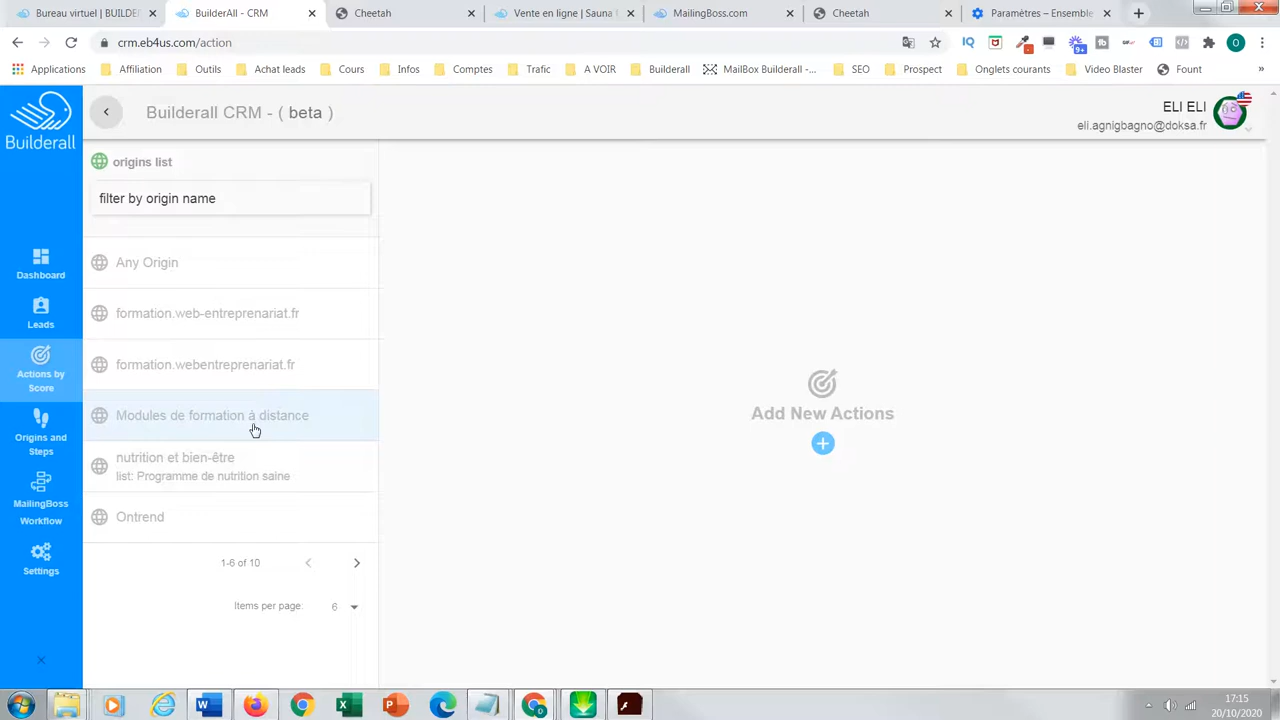 Bureau virtuel | BUILDE
BuilderAll - CRM
Cheetah
Vente en ligne | Sauna I
MailingBoss.com
Cheetah
Paramètres – Ensemble
crm.eb4us.com/action
Applications
Affiliation
Outils
Achat leads
Cours
Infos
Comptes
Trafic
A VOIR
Builderall
MailBox Builderall -...
SEO
Prospect
Onglets courants
Video Blaster
Fount
»
Builderall
Builderall CRM - ( beta )
ELI ELI
eli.agnigbagno@doksa.fr
origins list
filter by origin name
Any Origin
formation.web-entreprenariat.fr
formation.webentreprenariat.fr
Modules de formation à distance
nutrition et bien-être
list: Programme de nutrition saine
Ontrend
1-6 of 10
Items per page: 6
Dashboard
Leads
Actions by
Score
Origins and
Steps
MailingBoss
Workflow
Settings
Add New Actions
17:15
20/10/2020